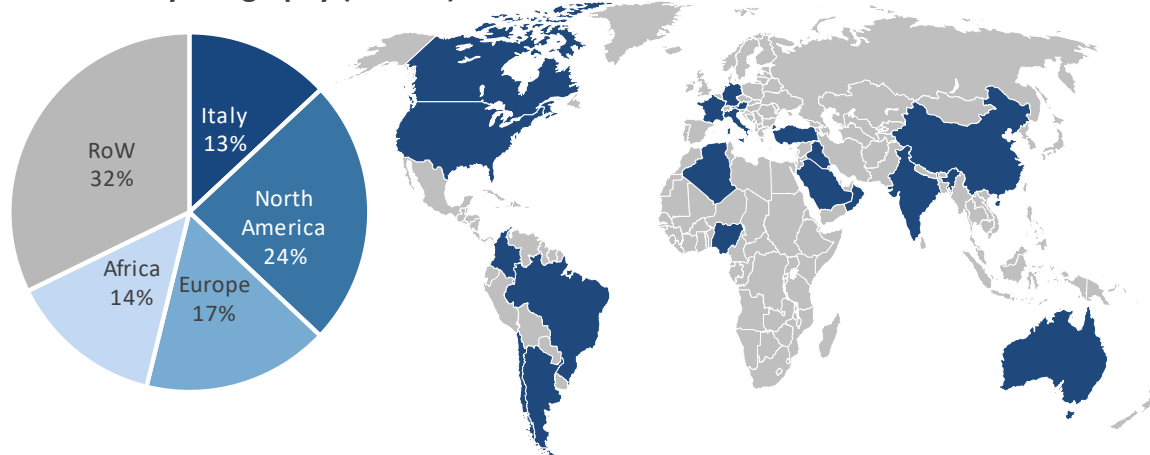 Italy
13%
RoW
32%
North
America
24%
Africa
14%
Europe
17%